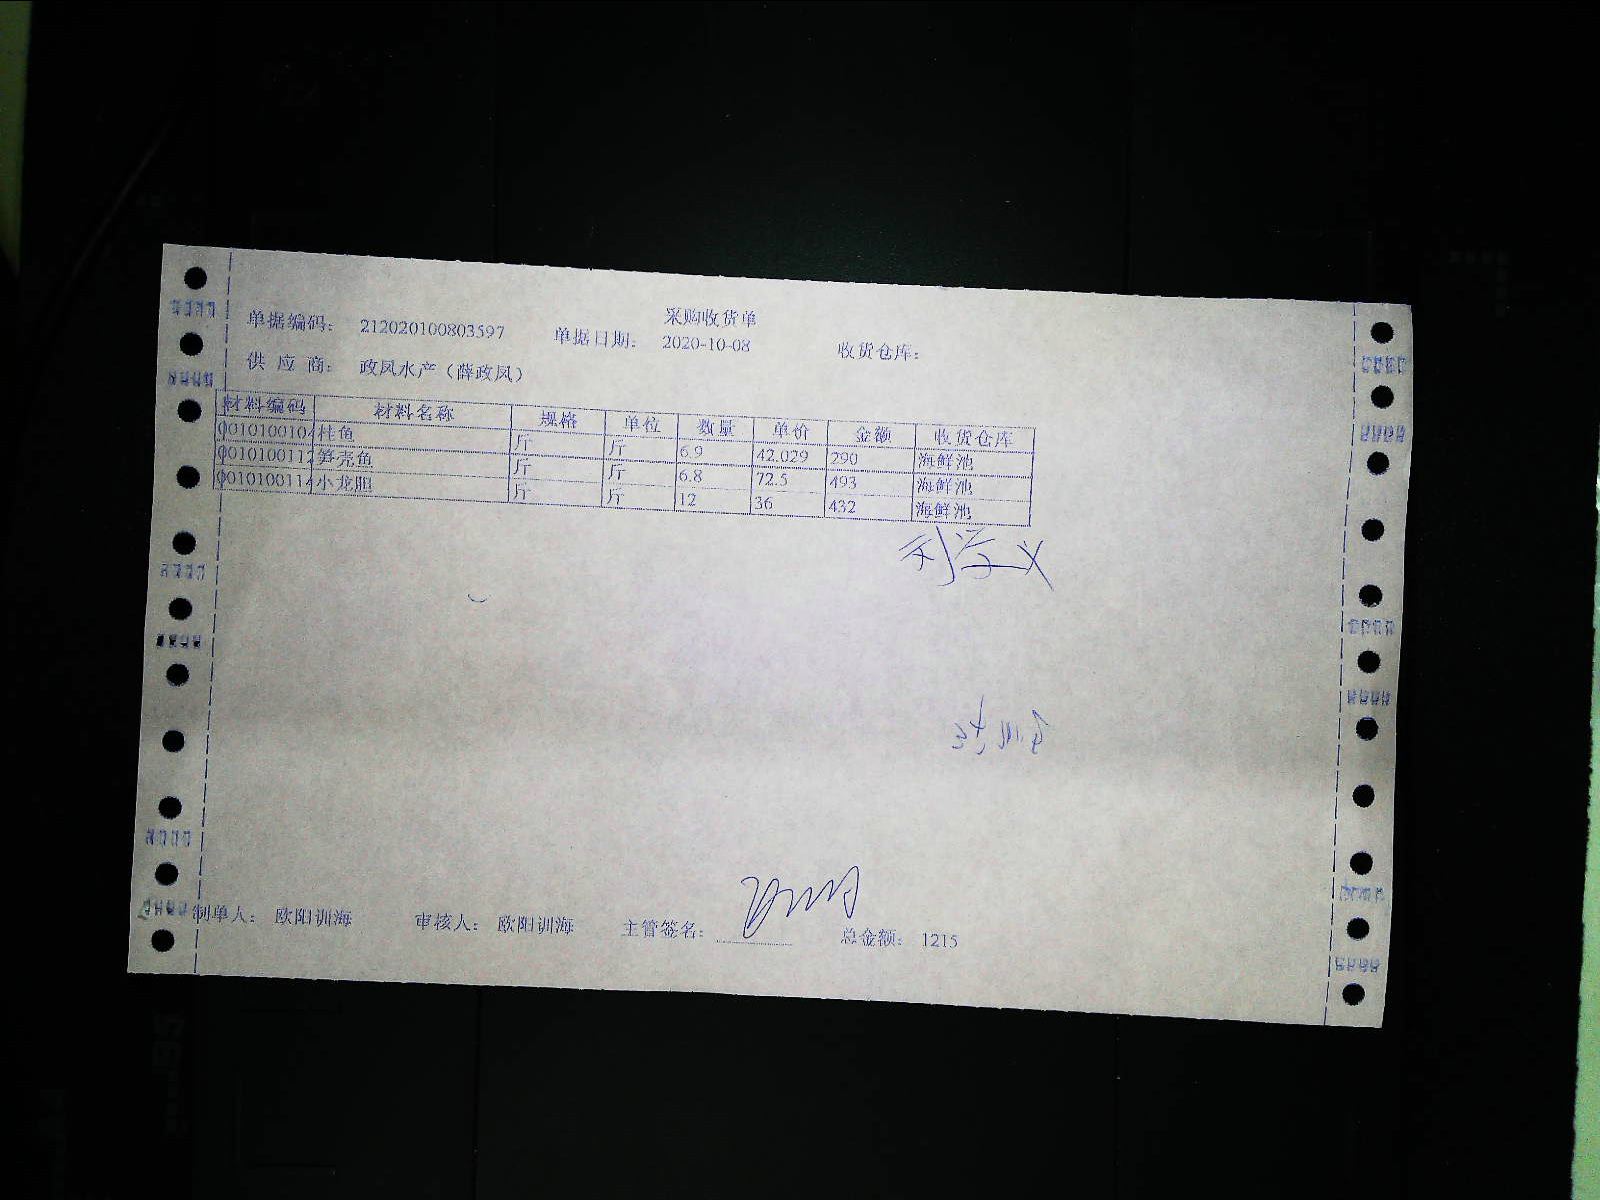 采购收货单
单据编码： 212020100803597 单据日期： 2020-10-08 收货仓库：
供 应 商： 政凤水产（薛政凤）
材料编码 材料名称 规格 单位 数量 单价 金额 收货仓库
0010100104 桂鱼 斤 斤 6.9 42.029 290 海鲜池
0010100112 笋壳鱼 斤 斤 6.8 72.5 493 海鲜池
0010100114 小龙胆 斤 斤 12 36 432 海鲜池
制单人： 欧阳训海 审核人： 欧阳训海 主管签名： 总金额： 1215